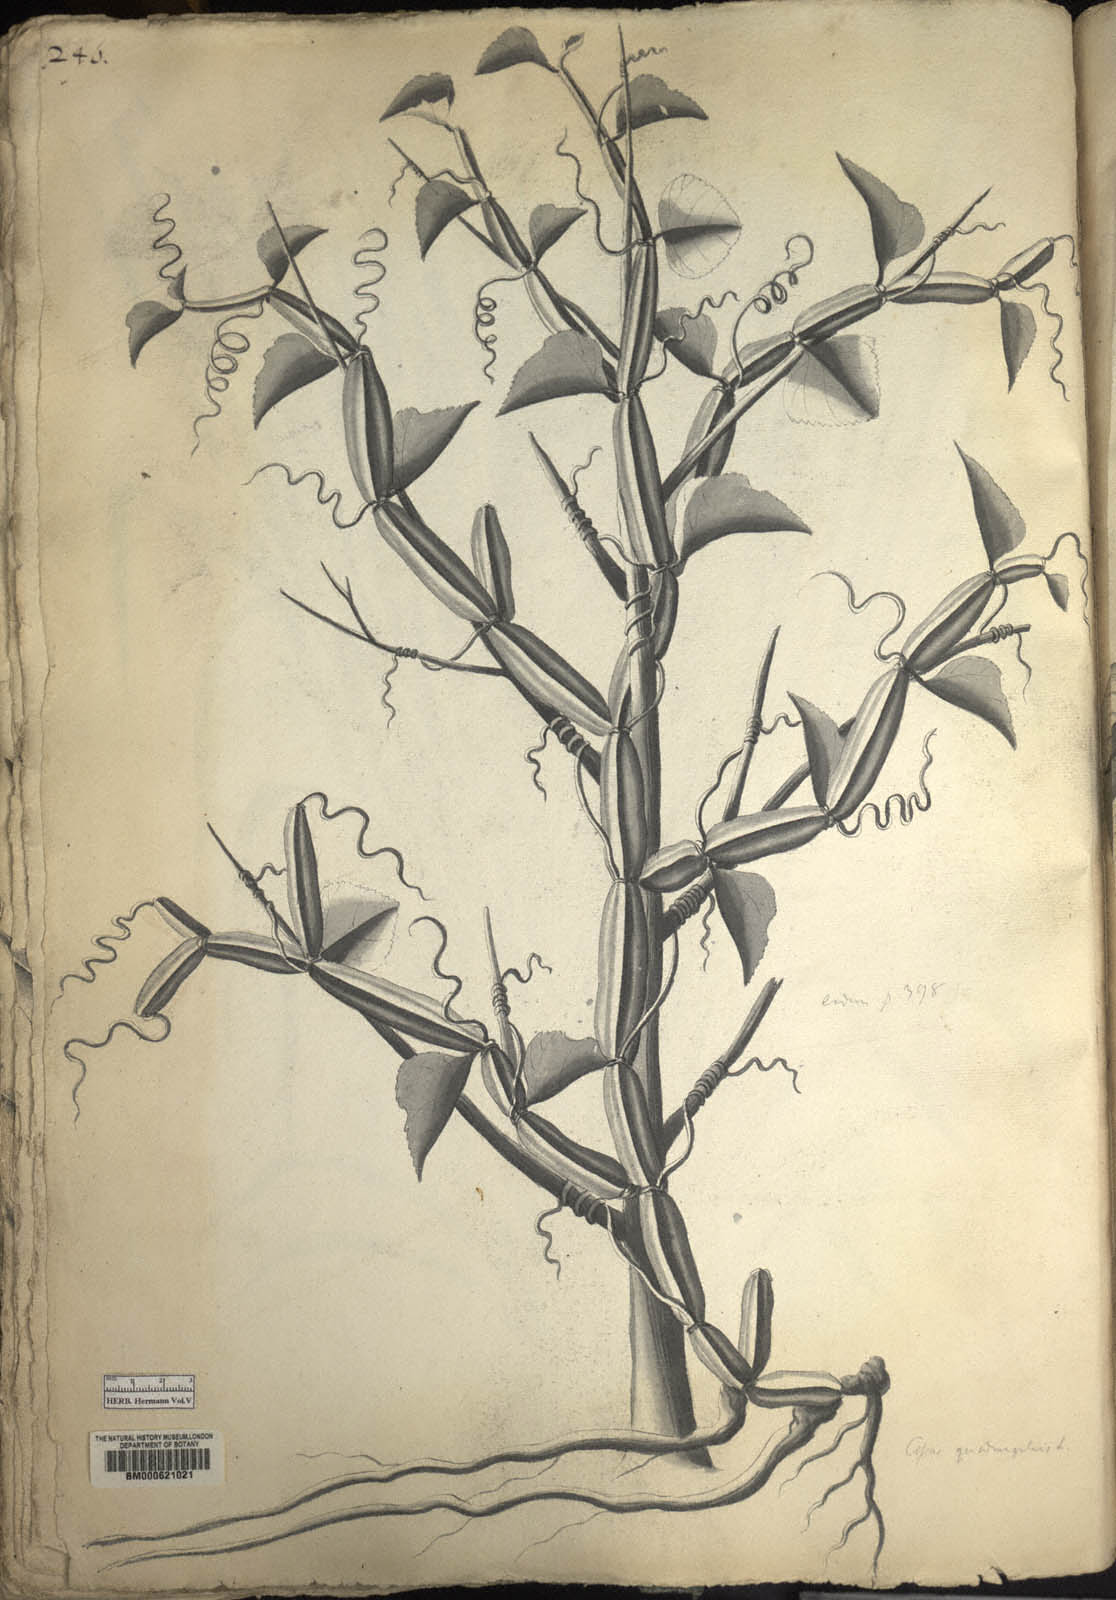 246.
eadem p 398
HERB. Hermann Vol.V
THE NATURAL HISTORY MUSEUM, LONDON
DEPARTMENT OF BOTANY
BM000621021
Cissus quadrangularis L